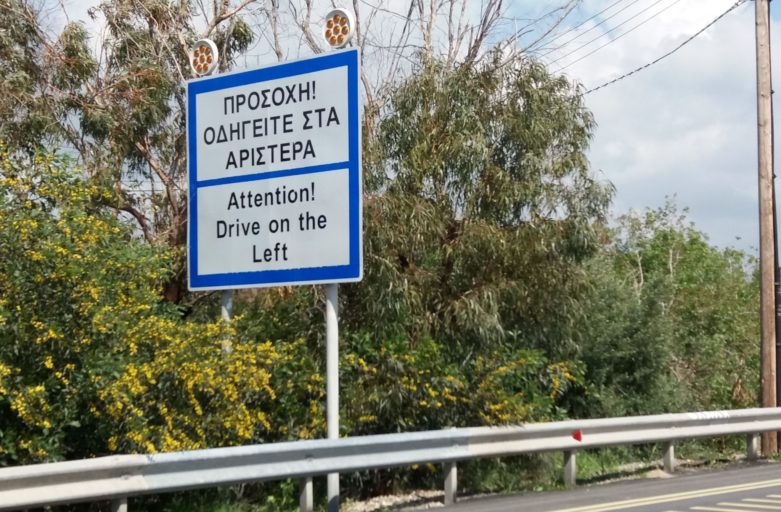 ΠΡΟΣΟΧΗ!
ΟΔΗΓΕΙΤΕ ΣΤΑ
ΑΡΙΣΤΕΡΑ
Attention!
Drive on the
Left